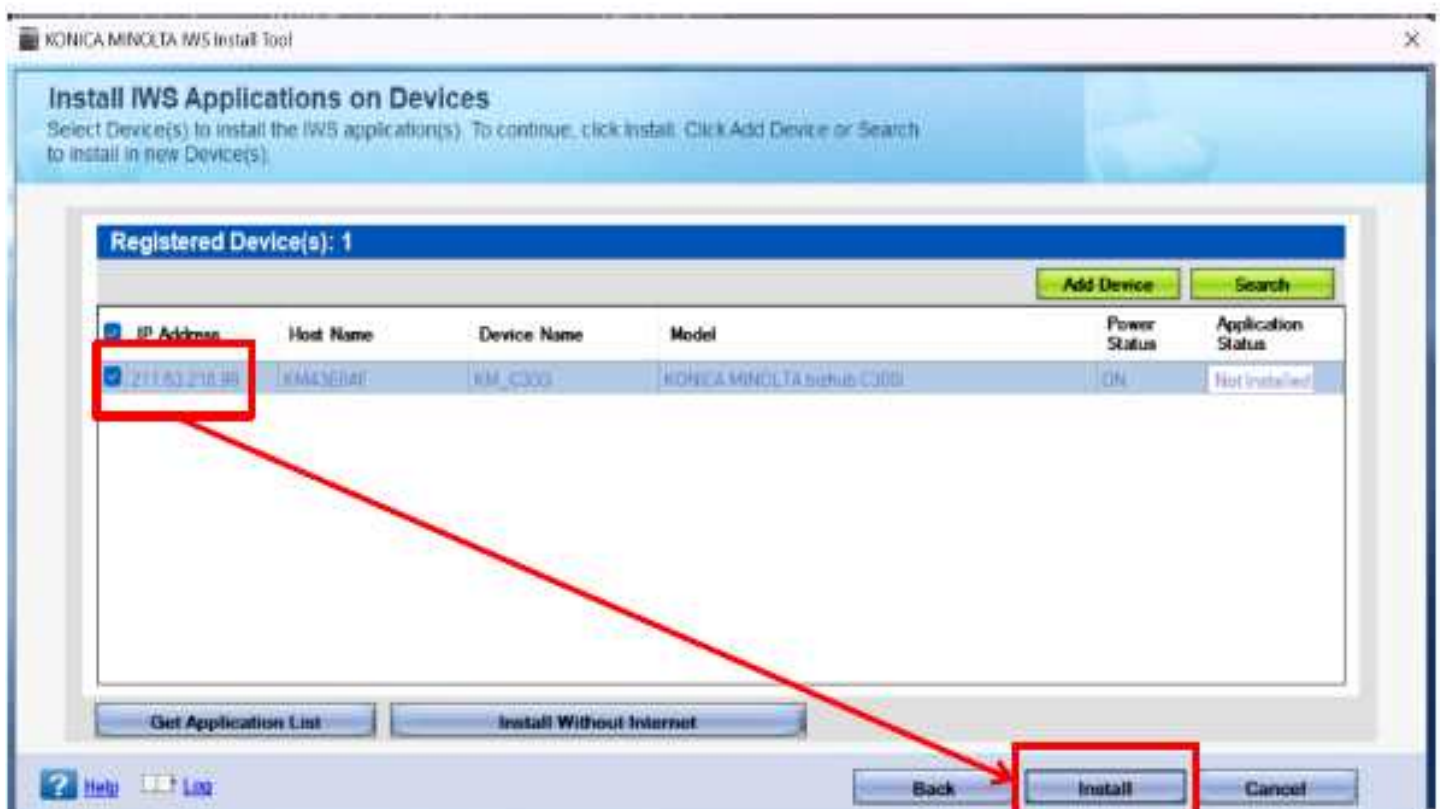 KONICA MINOLTA IWS Install Tool
Install IWS Applications on Devices
Select Device(s) to install the IWS application(s). To continue, click Install. Click Add Device or Search
to install in new Device(s).
Registered Device(s): 1
Add Device Search
IP Address Host Name Device Name Model Power Status Application Status
KONICA MINOLTA bizhub C300i ON Not Installed
Get Application List Install Without Internet
Help Log Back Install Cancel